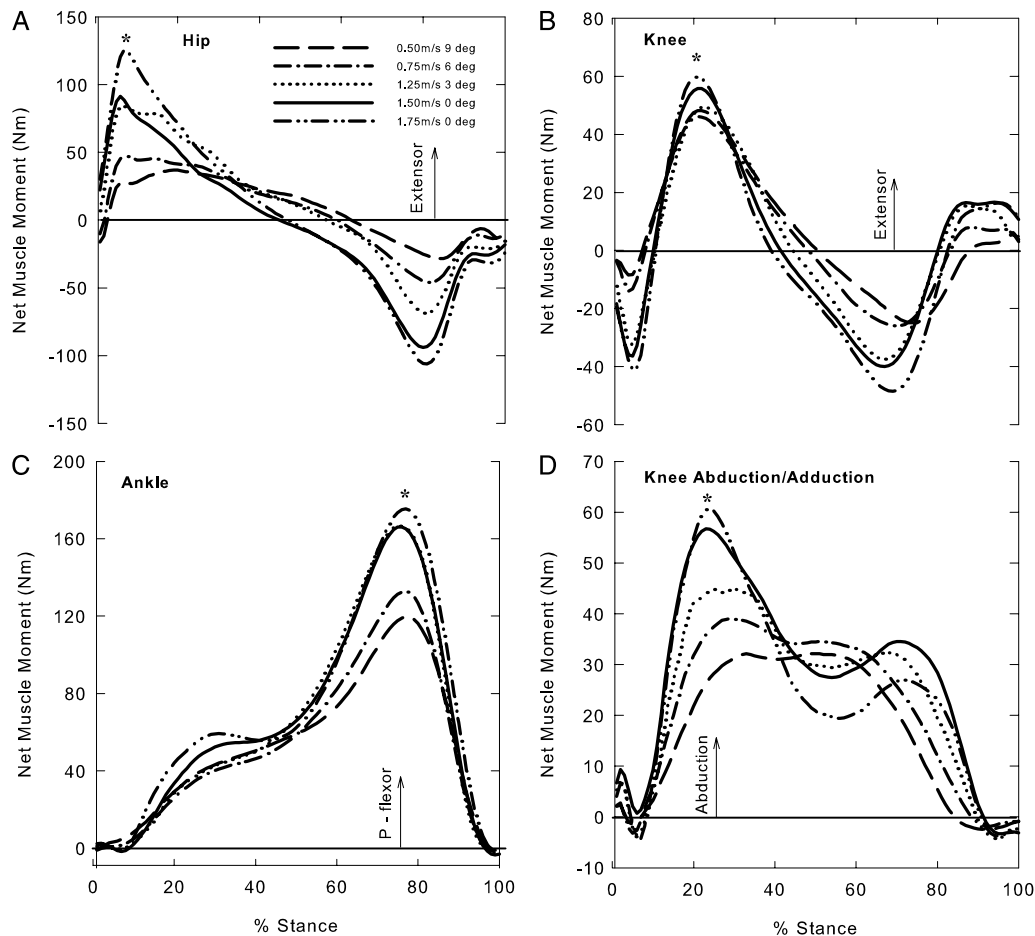 A
Hip
*
0.50m/s 9 deg
0.75m/s 6 deg
1.25m/s 3 deg
1.50m/s 0 deg
1.75m/s 0 deg
Extensor
Net Muscle Moment (Nm)
150
100
50
0
-50
-100
-150
B
Knee
*
Extensor
Net Muscle Moment (Nm)
80
60
40
20
0
-20
-40
-60
C
Ankle
*
P - flexor
Net Muscle Moment (Nm)
200
160
120
80
40
0
0 20 40 60 80 100
% Stance
D
Knee Abduction/Adduction
*
Abduction
Net Muscle Moment (Nm)
70
60
50
40
30
20
10
0
-10
0 20 40 60 80 100
% Stance